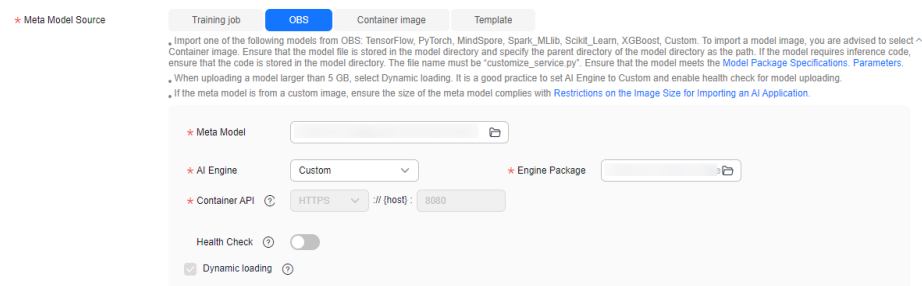 * Meta Model Source
Training job OBS Container image Template
Import one of the following models from OBS: TensorFlow, PyTorch, MindSpore, Spark_MLlib, Scikit_Learn, XGBoost, Custom. To import a model image, you are advised to select
Container image. Ensure that the model file is stored in the model directory and specify the parent directory of the model directory as the path. If the model requires inference code,
ensure that the code is stored in the model directory. The file name must be "customize_service.py". Ensure that the model meets the Model Package Specifications. Parameters.
When uploading a model larger than 5 GB, select Dynamic loading. It is a good practice to set AI Engine to Custom and enable health check for model uploading.
If the meta model is from a custom image, ensure the size of the meta model complies with Restrictions on the Image Size for Importing an AI Application.
* Meta Model
* AI Engine Custom * Engine Package
* Container API ? HTTPS :// {host} : 8080
Health Check ?
Dynamic loading ?